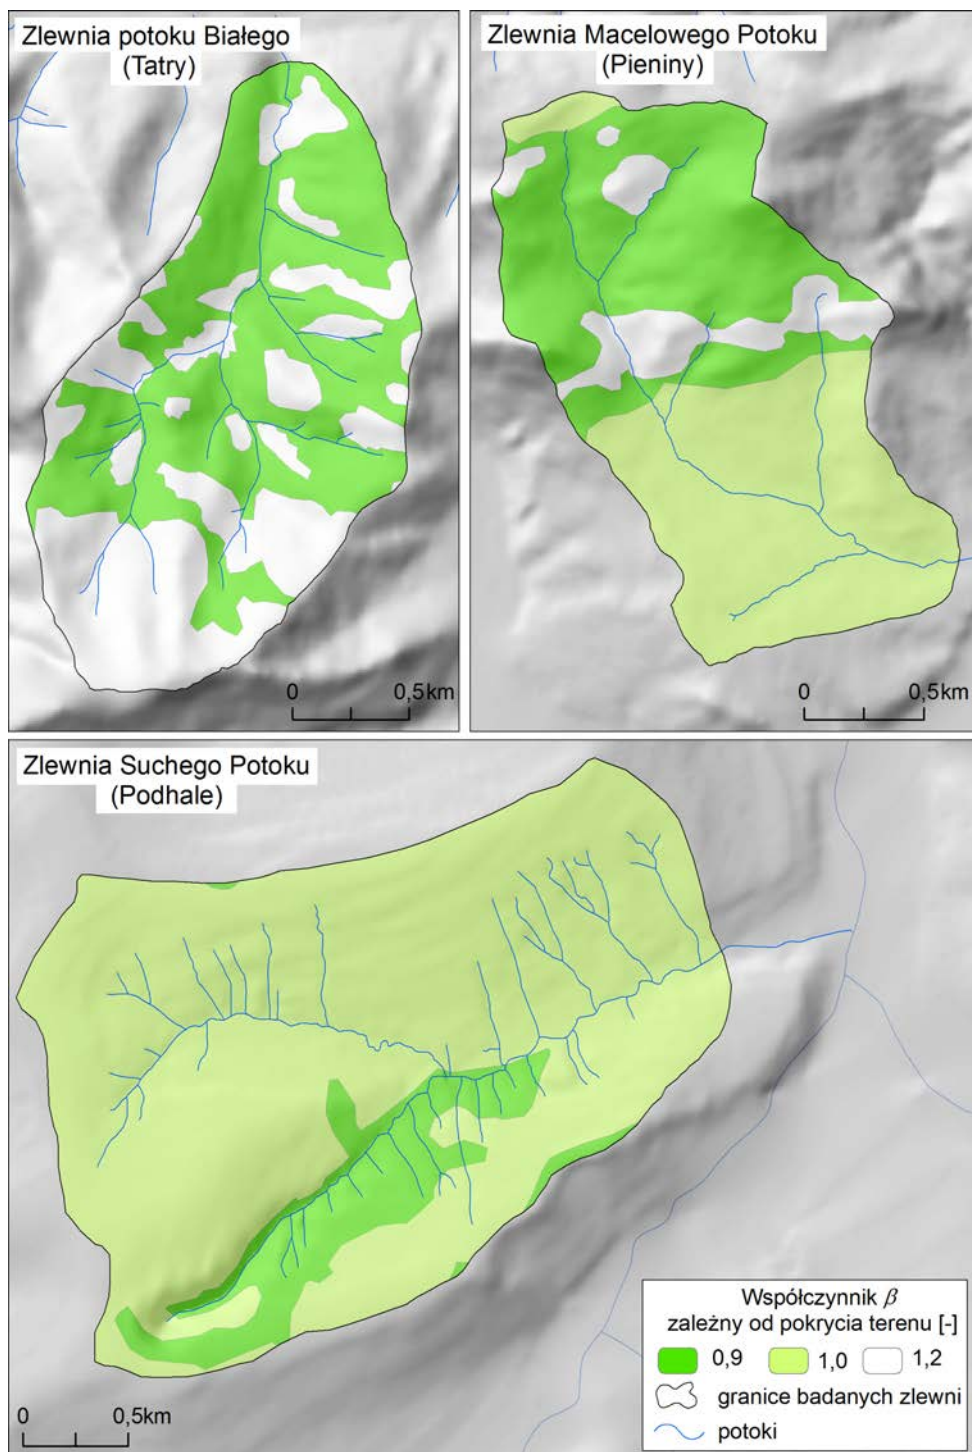 Zlewnia potoku Białego
(Tatry)
0 0,5km
Zlewnia Macelowego Potoku
(Pieniny)
0 0,5km
Zlewnia Suchego Potoku
(Podhale)
0 0,5km
Współczynnik β
zależny od pokrycia terenu [-]
0,9 1,0 1,2
granice badanych zlewni
potoki